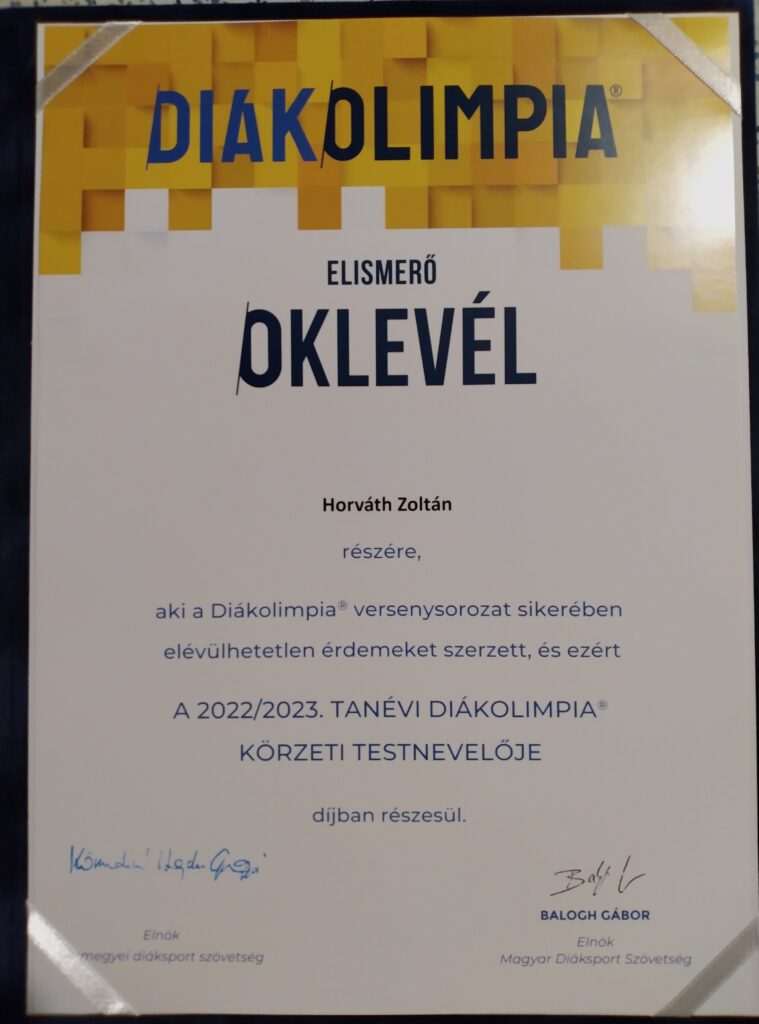 DIÁKOLIMPIA®
ELISMERŐ
OKLEVÉL
Horváth Zoltán
részére,
aki a Diákolimpia® versenysorozat sikerében
elévülhetetlen érdemeket szerzett, és ezért
A 2022/2023. TANÉVI DIÁKOLIMPIA®
KÖRZETI TESTNEVELŐJE
díjban részesül.
BALOGH GÁBOR
Elnök
Magyar Diáksport Szövetség
Elnök
megyei diáksport szövetség